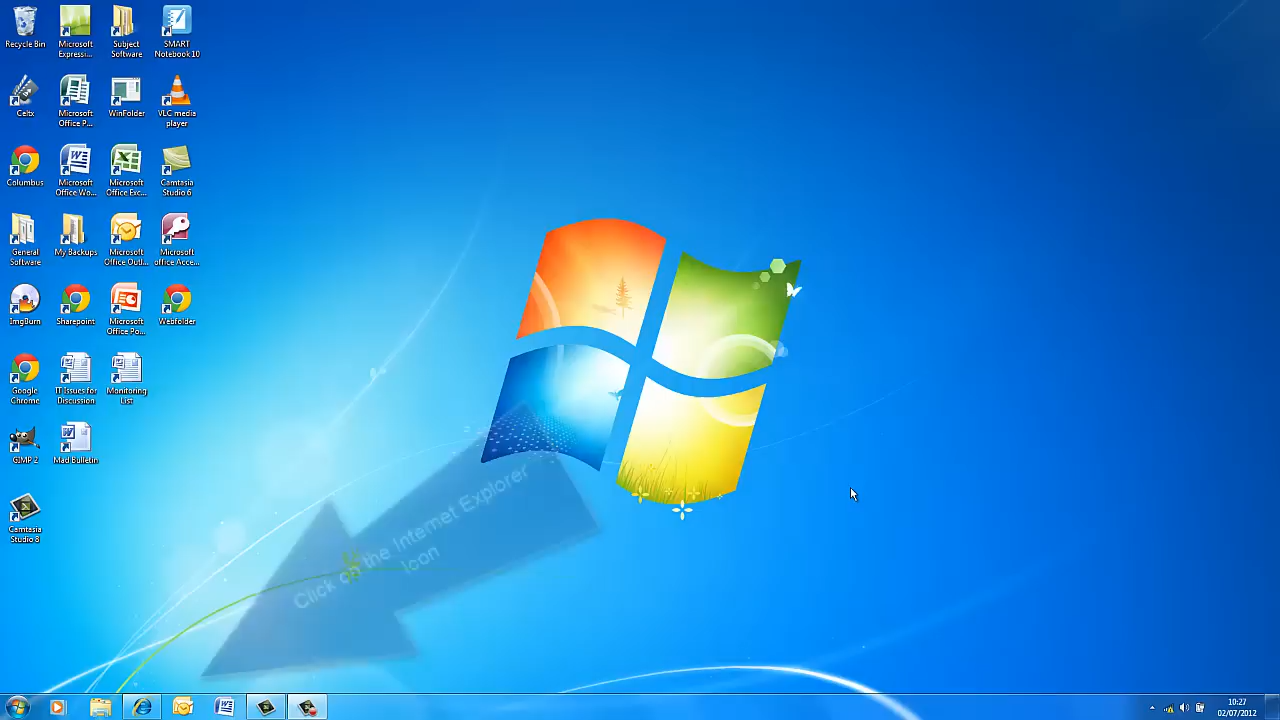 Recycle Bin
Microsoft
Expressi...
Subject
Software
SMART
Notebook 10
Celtx
Microsoft
Office P...
WinFolder
VLC media
player
Columbus
Microsoft
Office Wo...
Microsoft
Office Exc...
Camtasia
Studio 6
General
Software
My Backups
Microsoft
Office Outl...
Microsoft
office Acce...
ImgBurn
Sharepoint
Microsoft
Office Po...
Webfolder
Google
Chrome
IT Issues for
Discussion
Monitoring
List
GIMP 2
Mad Bulletin
Camtasia
Studio 8
Click on the Internet Explorer
Icon
10:27
02/07/2012